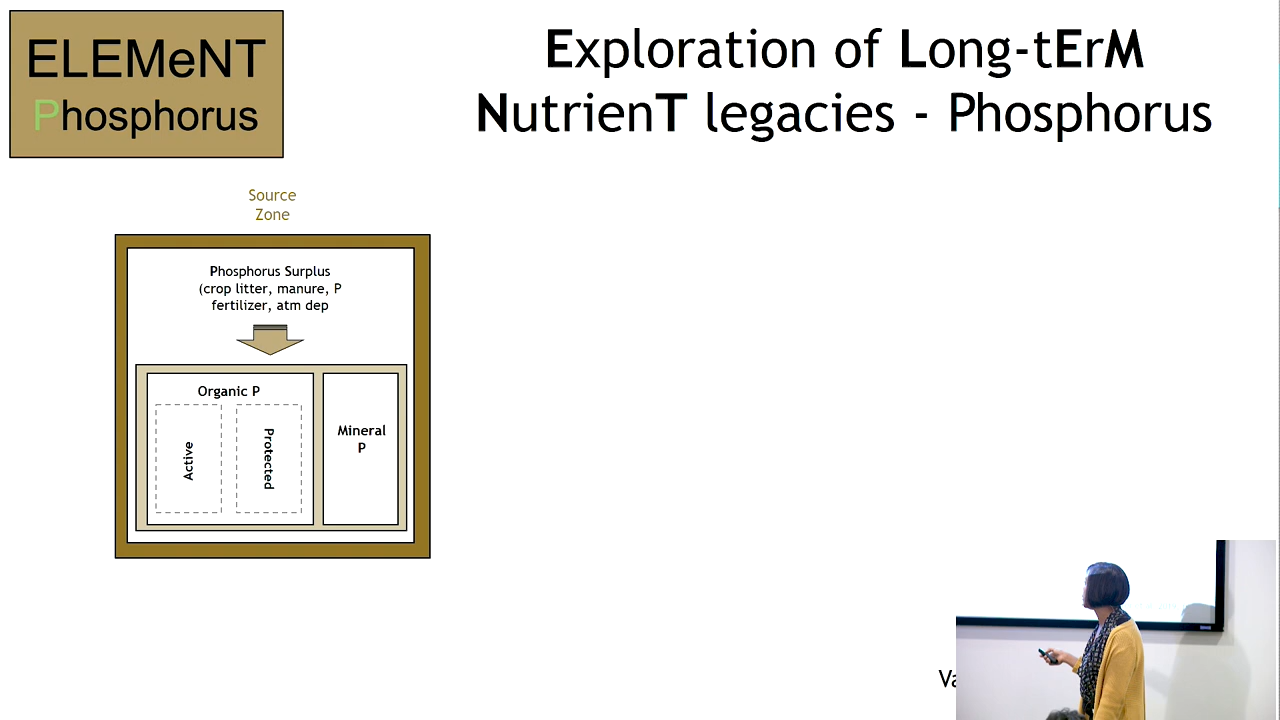 ELEMeNT
Phosphorus
Exploration of Long-tErM
NutrienT legacies - Phosphorus
Source
Zone
Phosphorus Surplus
(crop litter, manure, P
fertilizer, atm dep
Organic P
Active
Protected
Mineral
P